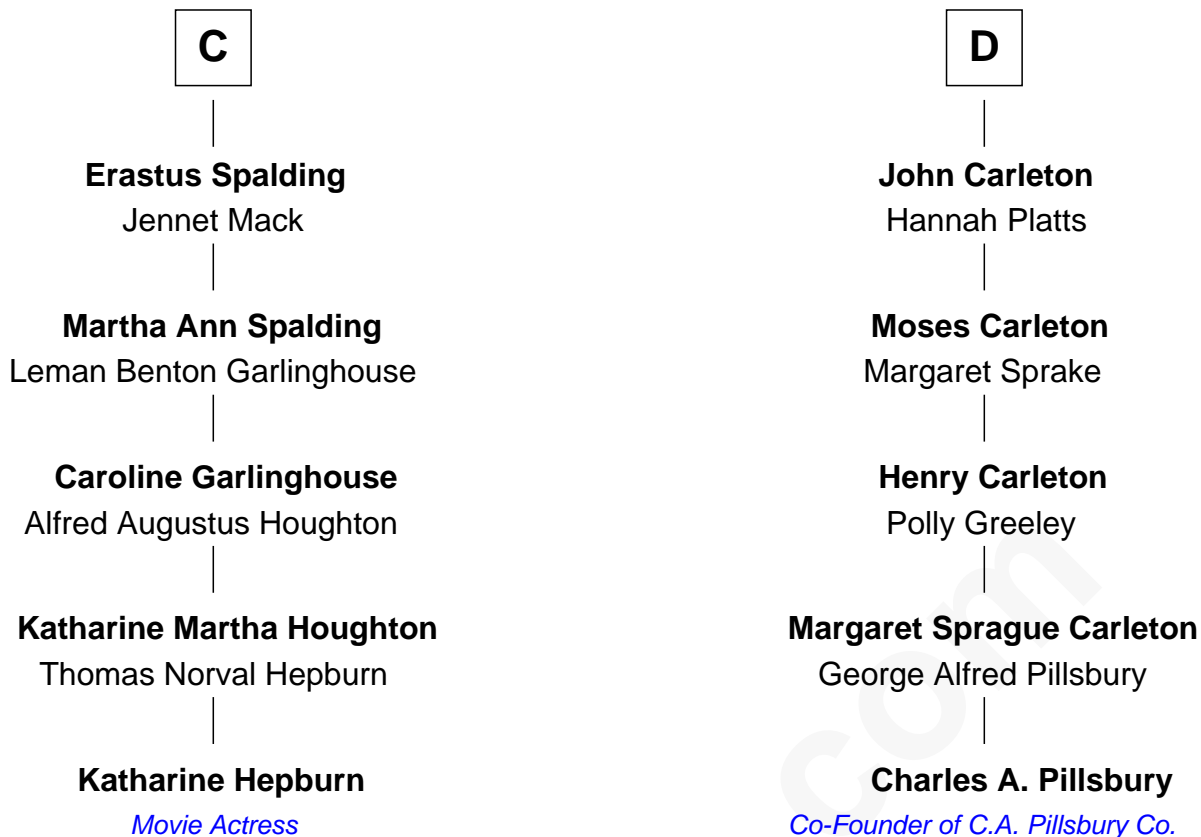 C
Erastus Spalding
Jennet Mack
Martha Ann Spalding
Leman Benton Garlinghouse
Caroline Garlinghouse
Alfred Augustus Houghton
Katharine Martha Houghton
Thomas Norval Hepburn
Katharine Hepburn
Movie Actress
D
John Carleton
Hannah Platts
Moses Carleton
Margaret Sprake
Henry Carleton
Polly Greeley
Margaret Sprague Carleton
George Alfred Pillsbury
Charles A. Pillsbury
Co-Founder of C.A. Pillsbury Co.
com